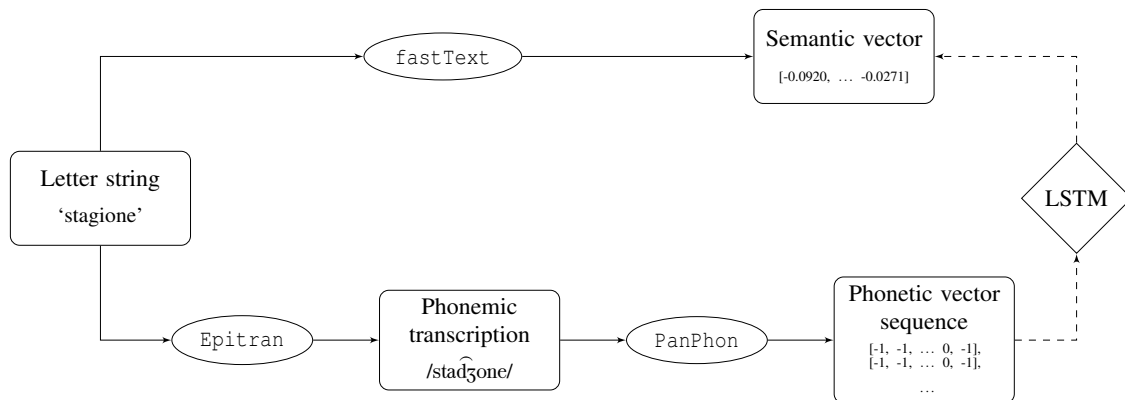 fastText
Semantic vector
[-0.0920, … -0.0271]
Letter string
‘stagione’
LSTM
Epitran
Phonemic
transcription
/stad͡ʒone/
PanPhon
Phonetic vector
sequence
[-1, -1, … 0, -1],
[-1, -1, … 0, -1],
…